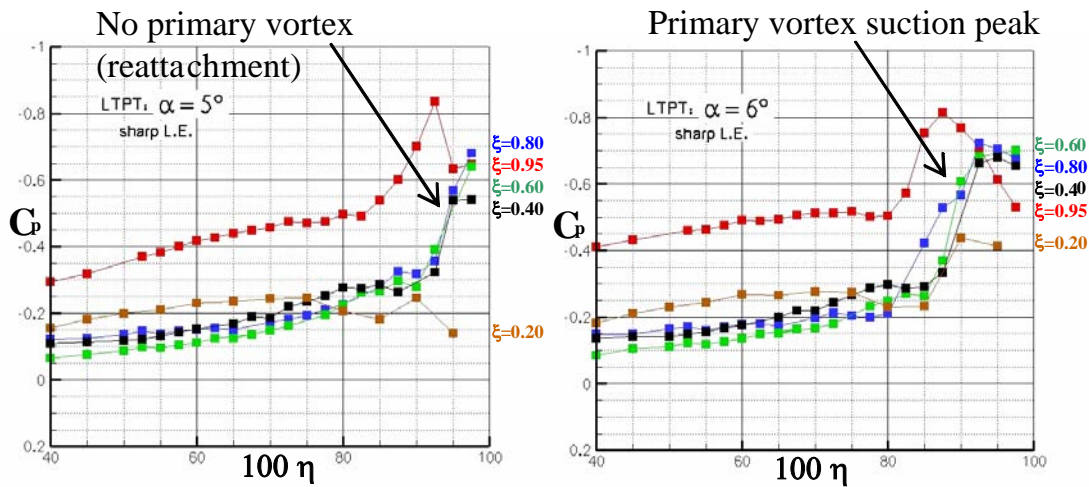 No primary vortex
(reattachment)
LTPT: α = 5°
sharp L.E.
-1
-0.8
-0.6
-0.4
-0.2
0
0.2
Cp
40
60
80
100
100 η
ξ=0.80
ξ=0.95
ξ=0.60
ξ=0.40
ξ=0.20
Primary vortex suction peak
LTPT: α = 6°
sharp L.E.
-1
-0.8
-0.6
-0.4
-0.2
0
0.2
Cp
40
60
80
100
100 η
ξ=0.60
ξ=0.80
ξ=0.40
ξ=0.95
ξ=0.20